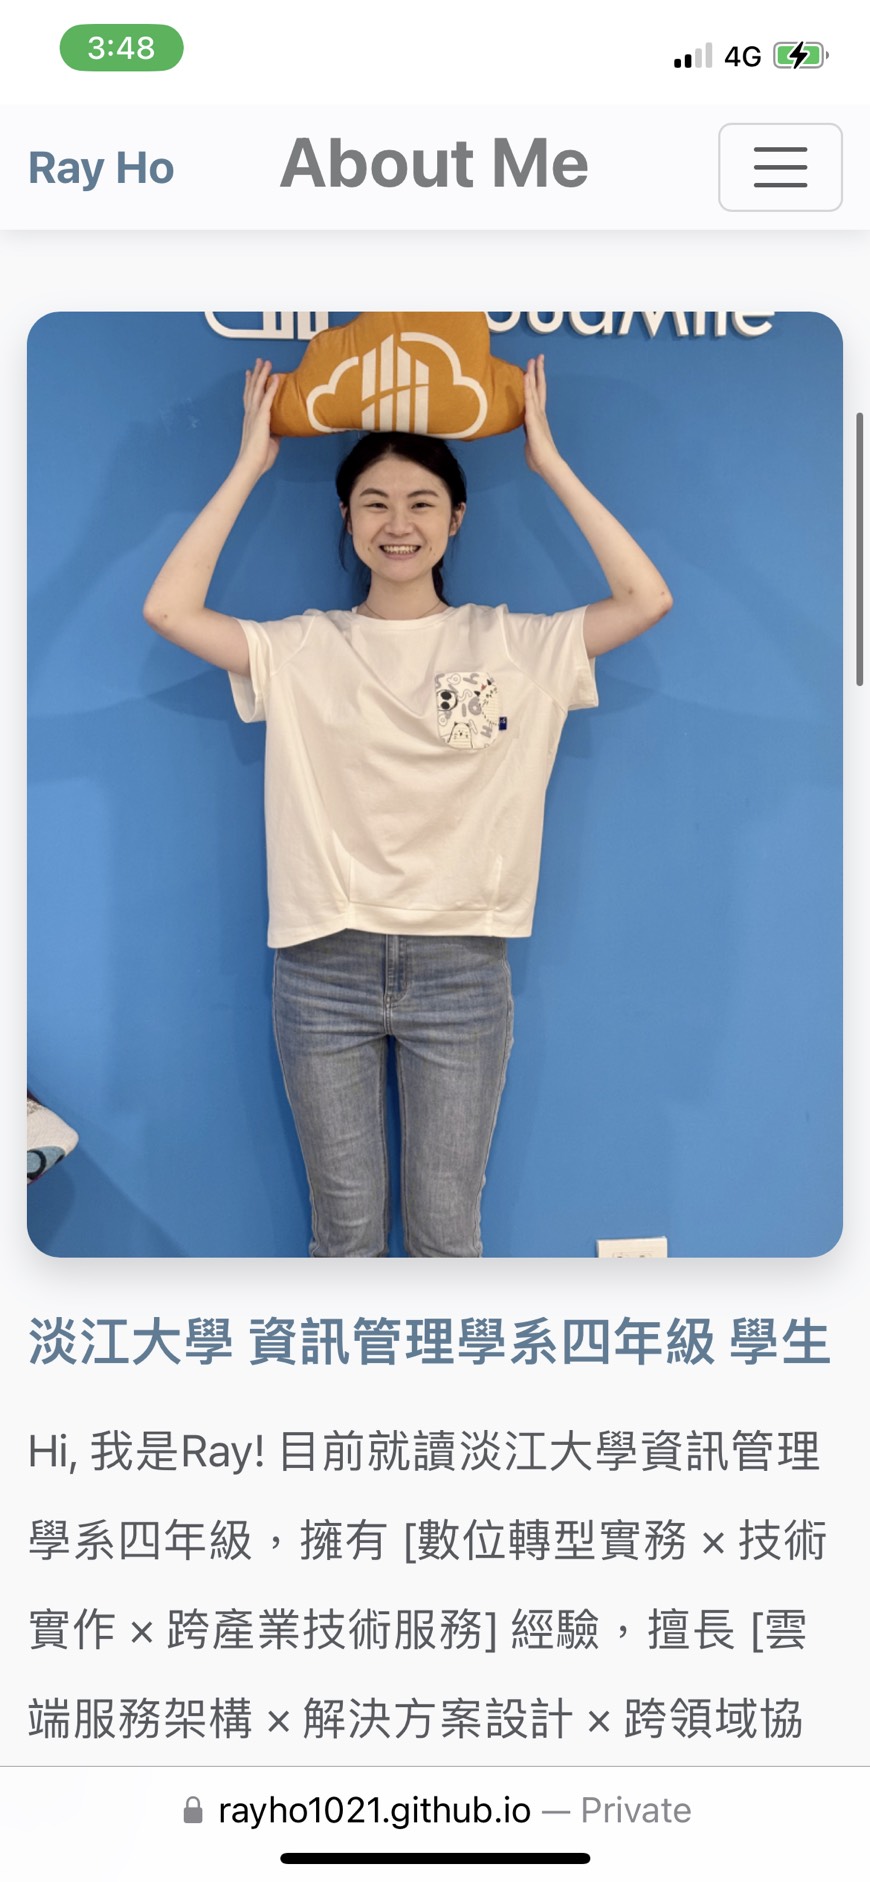 3:48
4G
Ray Ho
About Me
淡江大學 資訊管理學系四年級 學生
Hi, 我是Ray! 目前就讀淡江大學資訊管理
學系四年級，擁有 [數位轉型實務 × 技術
實作 × 跨產業技術服務] 經驗，擅長 [雲
端服務架構 × 解決方案設計 × 跨領域協
rayho1021.github.io — Private